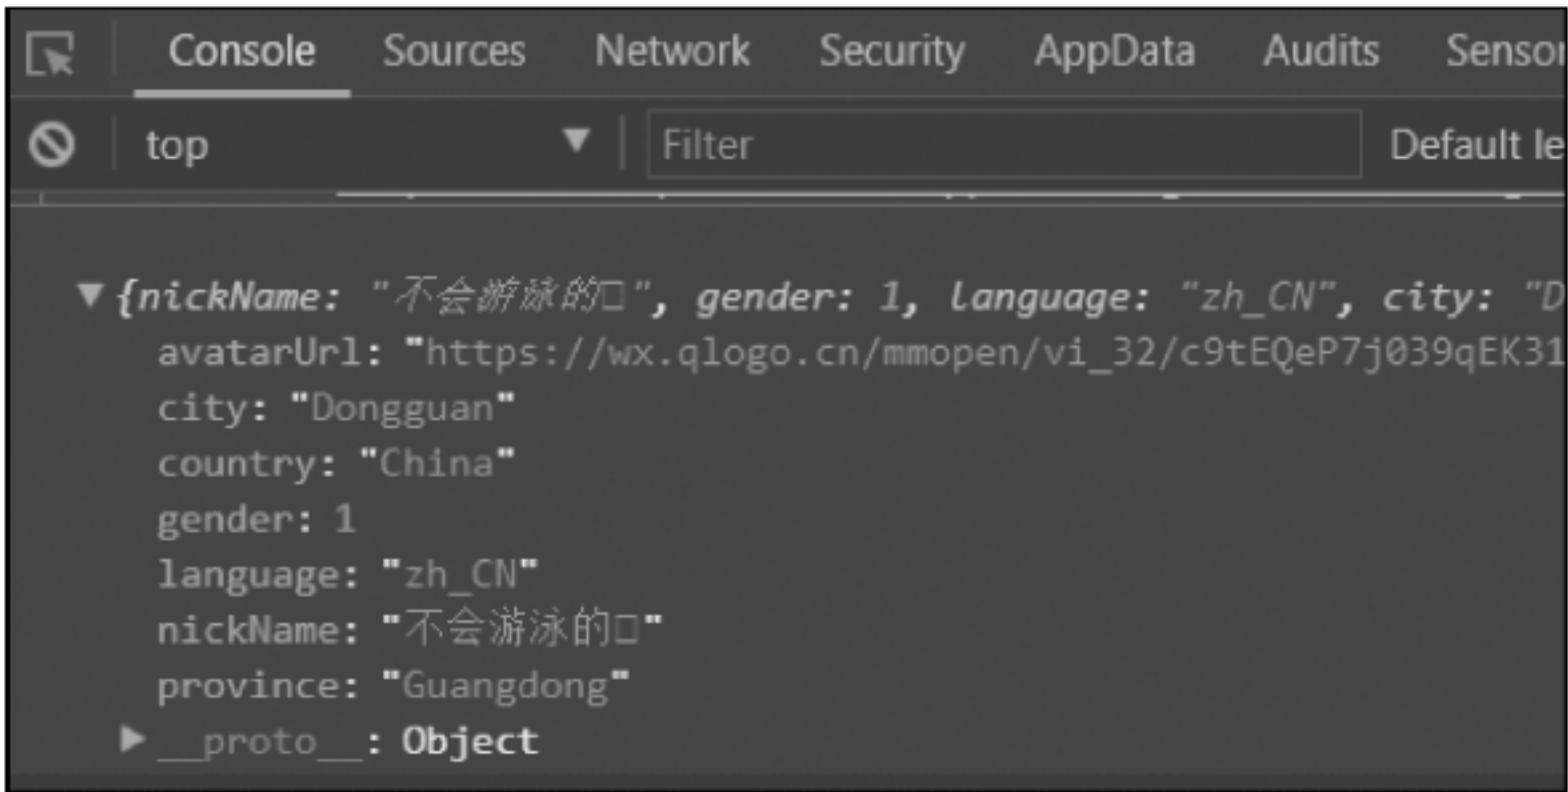 Console Sources Network Security AppData Audits Sensor
top Filter Default le
{nickName: "不会游泳的□", gender: 1, language: "zh_CN", city: "D
avatarUrl: "https://wx.qlogo.cn/mmopen/vi_32/c9tEQeP7j039qEK31
city: "Dongguan"
country: "China"
gender: 1
language: "zh_CN"
nickName: "不会游泳的□"
province: "Guangdong"
__proto__: Object